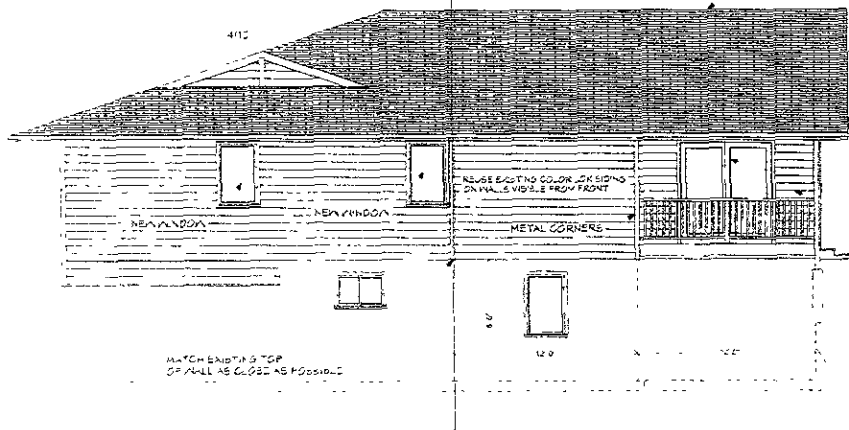 4/12
REUSE EXISTING COLOR LOK SIDING
ON WALLS VISIBLE FROM FRONT
NEW WINDOW
NEW WINDOW
METAL CORNERS
12'0"
MATCH EXISTING TOP
OF WALL AS CLOSE AS POSSIBLE